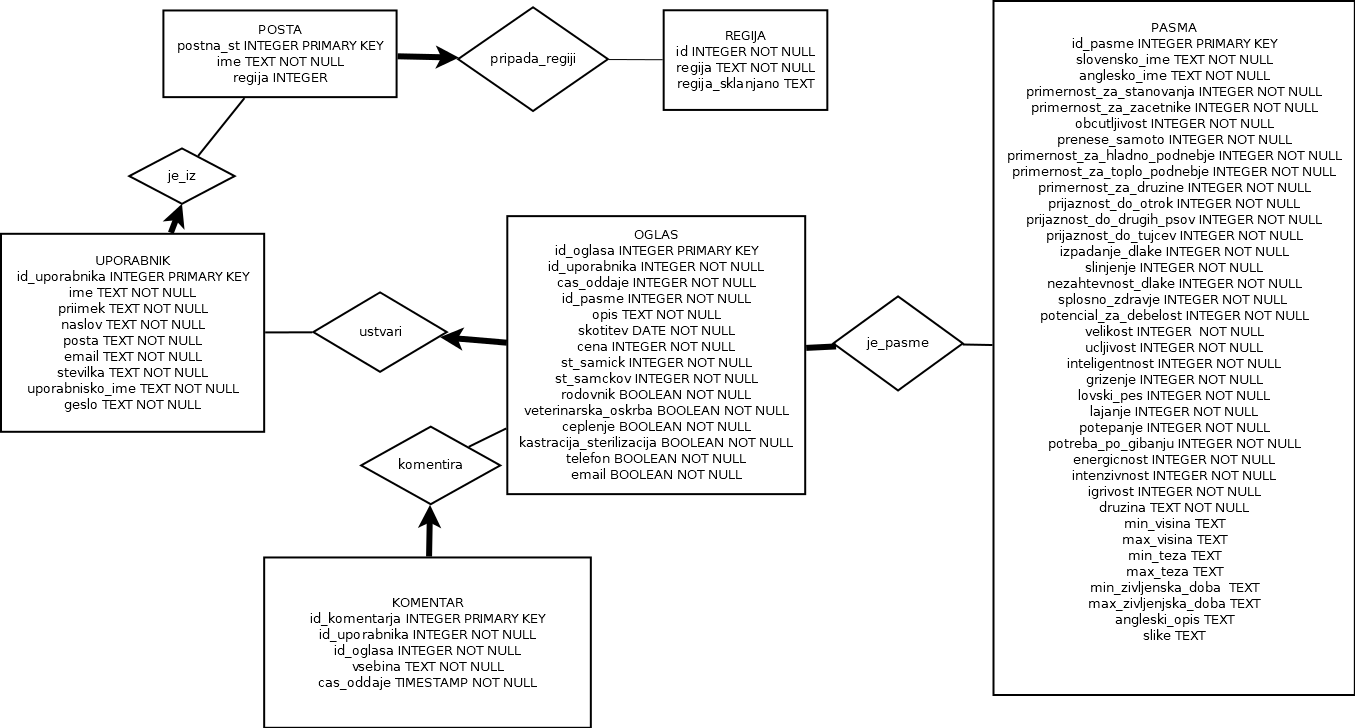 POSTA
postna_st INTEGER PRIMARY KEY
ime TEXT NOT NULL
regija INTEGER
pripada_regiji
REGIJA
id INTEGER NOT NULL
regija TEXT NOT NULL
regija_sklanjano TEXT
je_iz
UPORABNIK
id_uporabnika INTEGER PRIMARY KEY
ime TEXT NOT NULL
priimek TEXT NOT NULL
naslov TEXT NOT NULL
posta TEXT NOT NULL
email TEXT NOT NULL
stevilka TEXT NOT NULL
uporabnisko_ime TEXT NOT NULL
geslo TEXT NOT NULL
ustvari
OGLAS
id_oglasa INTEGER PRIMARY KEY
id_uporabnika INTEGER NOT NULL
cas_oddaje INTEGER NOT NULL
id_pasme INTEGER NOT NULL
opis TEXT NOT NULL
skotitev DATE NOT NULL
cena INTEGER NOT NULL
st_samick INTEGER NOT NULL
st_samckov INTEGER NOT NULL
rodovnik BOOLEAN NOT NULL
veterinarska_oskrba BOOLEAN NOT NULL
ceplenje BOOLEAN NOT NULL
kastracija_sterilizacija BOOLEAN NOT NULL
telefon BOOLEAN NOT NULL
email BOOLEAN NOT NULL
je_pasme
komentira
KOMENTAR
id_komentarja INTEGER PRIMARY KEY
id_uporabnika INTEGER NOT NULL
id_oglasa INTEGER NOT NULL
vsebina TEXT NOT NULL
cas_oddaje TIMESTAMP NOT NULL
PASMA
id_pasme INTEGER PRIMARY KEY
slovensko_ime TEXT NOT NULL
anglesko_ime TEXT NOT NULL
primernost_za_stanovanja INTEGER NOT NULL
primernost_za_zacetnike INTEGER NOT NULL
obcutljivost INTEGER NOT NULL
prenese_samoto INTEGER NOT NULL
primernost_za_hladno_podnebje INTEGER NOT NULL
primernost_za_toplo_podnebje INTEGER NOT NULL
primernost_za_druzine INTEGER NOT NULL
prijaznost_do_otrok INTEGER NOT NULL
prijaznost_do_drugih_psov INTEGER NOT NULL
prijaznost_do_tujcev INTEGER NOT NULL
izpadanje_dlake INTEGER NOT NULL
slinjenje INTEGER NOT NULL
nezahtevnost_dlake INTEGER NOT NULL
splosno_zdravje INTEGER NOT NULL
potencial_za_debelost INTEGER NOT NULL
velikost INTEGER  NOT NULL
ucljivost INTEGER NOT NULL
inteligentnost INTEGER NOT NULL
grizenje INTEGER NOT NULL
lovski_pes INTEGER NOT NULL
lajanje INTEGER NOT NULL
potepanje INTEGER NOT NULL
potreba_po_gibanju INTEGER NOT NULL
energicnost INTEGER NOT NULL
intenzivnost INTEGER NOT NULL
igrivost INTEGER NOT NULL
druzina TEXT NOT NULL
min_visina TEXT
max_visina TEXT
min_teza TEXT
max_teza TEXT
min_zivljenska_doba  TEXT
max_zivljenjska_doba TEXT
angleski_opis TEXT
slike TEXT